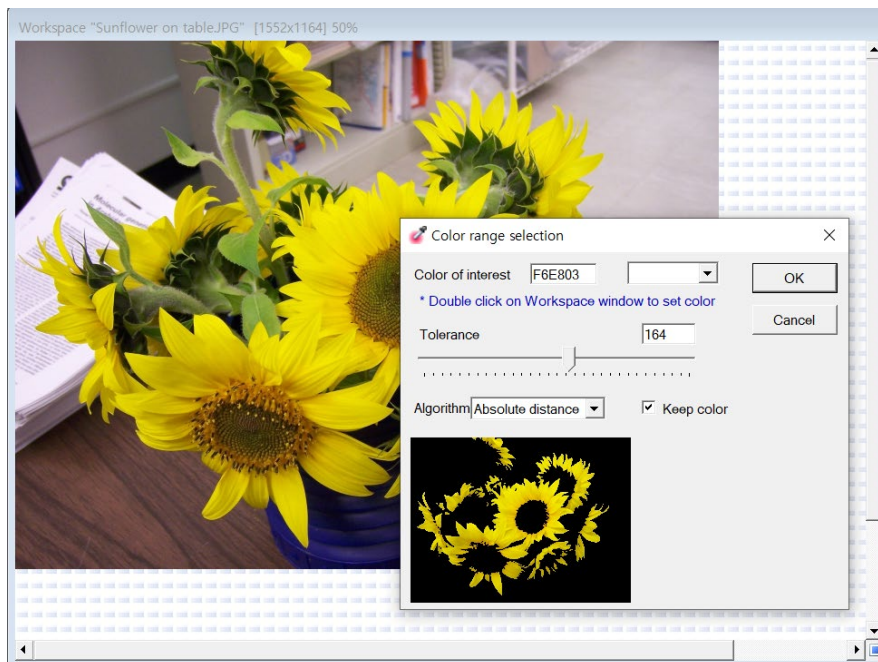 Workspace "Sunflower on table.JPG" [1552x1164] 50%
Color range selection
Color of interest F6E803
OK
* Double click on Workspace window to set color
Cancel
Tolerance 164
Algorithm Absolute distance Keep color
Molecular